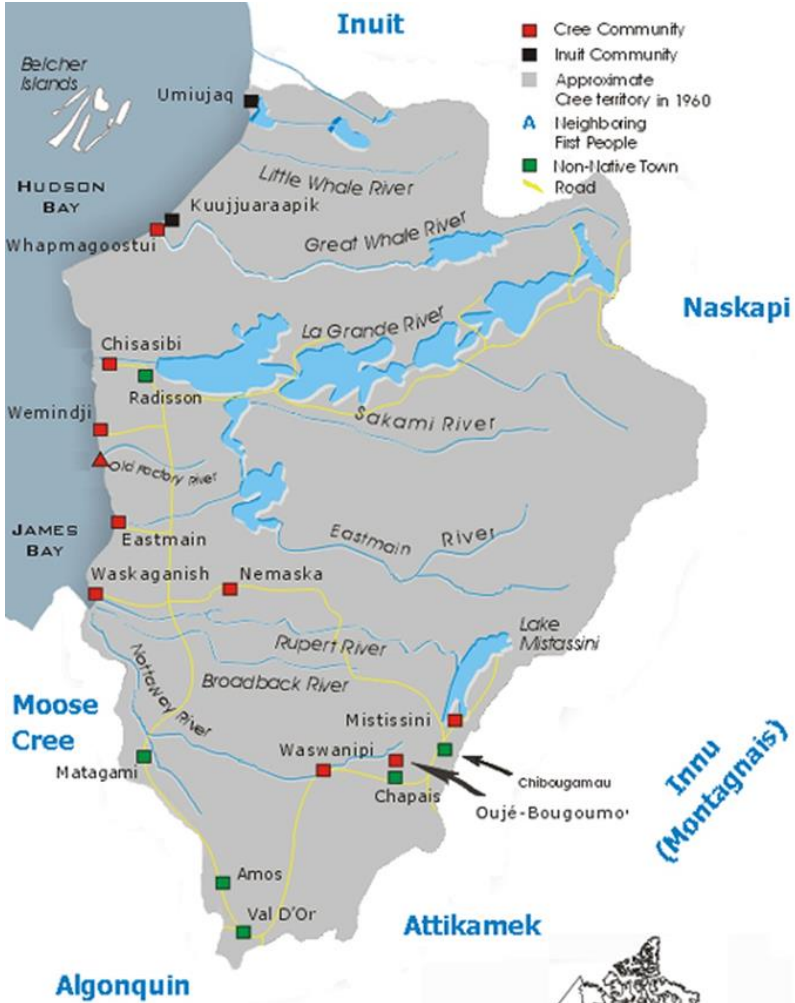 Inuit
Cree Community
Inuit Community
Approximate
Cree territory in 1960
A Neighboring
First People
Non-Native Town
Road
Belcher
Islands
Umiujaq
HUDSON
BAY
Little Whale River
Kuujjuaraapik
Whapmagoostui
Great Whale River
Naskapi
La Grande River
Chisasibi
Radisson
Sakami River
Wemindji
Old Factory River
JAMES
BAY
Eastmain
Eastmain River
Waskaganish
Nemaska
Lake
Mistassini
Rupert River
Nottaway River
Broadback River
Moose
Cree
Mistissini
Waswanipi
Matagami
Chapais
Chibougamau
Oujé-Bougoumo
Innu
(Montagnais)
Amos
Val D'Or
Attikamek
Algonquin